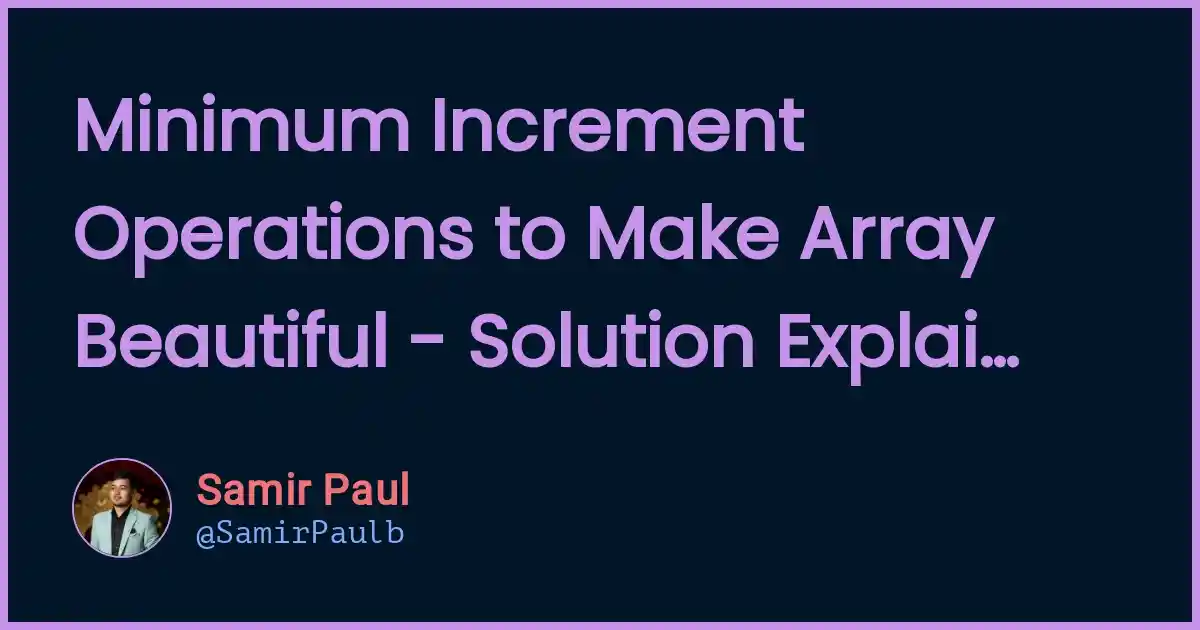 Minimum Increment
Operations to Make Array
Beautiful - Solution Explai...
Samir Paul
@SamirPaulb